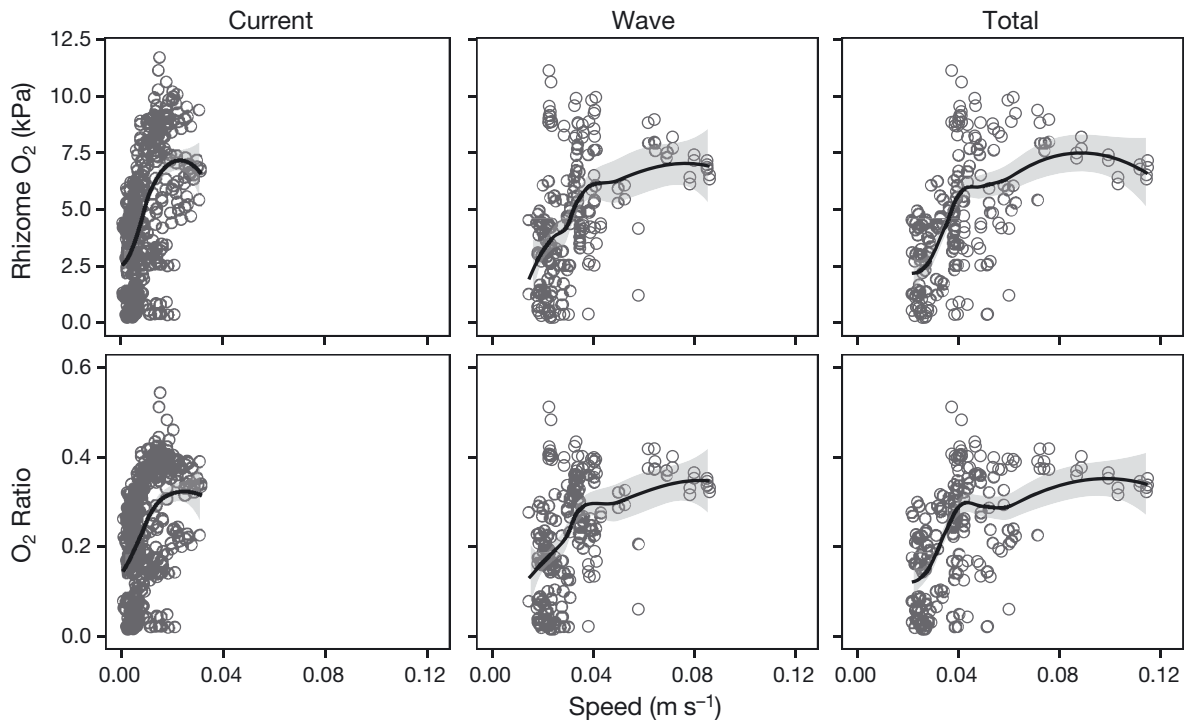 Current Wave Total
12.5
10.0
7.5
5.0
2.5
0.0
Rhizome O₂ (kPa)
0.6
0.4
0.2
0.0
O₂ Ratio
0.00 0.04 0.08 0.12 0.00 0.04 0.08 0.12 0.00 0.04 0.08 0.12
Speed (m s⁻¹)